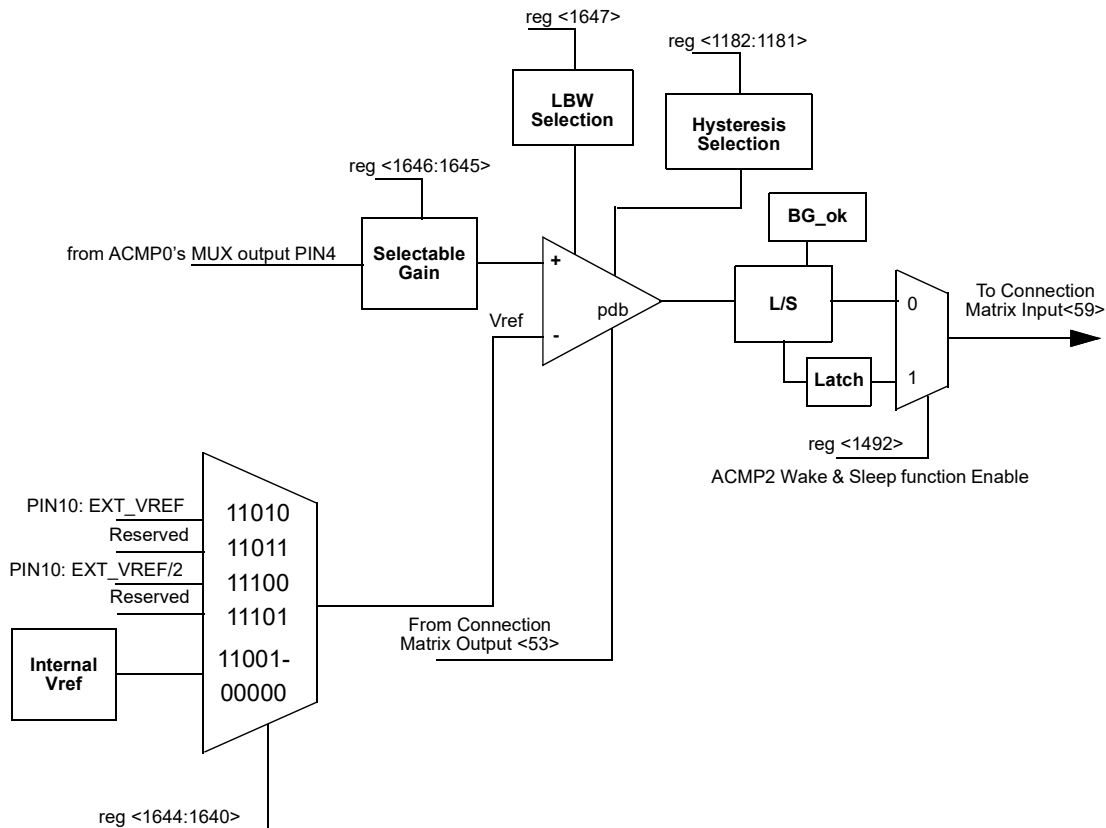 reg <1647>
reg <1182:1181>
LBW
Selection
Hysteresis
Selection
reg <1646:1645>
BG_ok
from ACMP0's MUX output PIN4
Selectable
Gain
+
L/S
0
To Connection
Matrix Input<59>
pdb
Vref
-
Latch
1
reg <1492>
ACMP2 Wake & Sleep function Enable
PIN10: EXT_VREF
11010
Reserved
11011
PIN10: EXT_VREF/2
11100
Reserved
11101
From Connection
Matrix Output <53>
Internal
Vref
11001-
00000
reg <1644:1640>